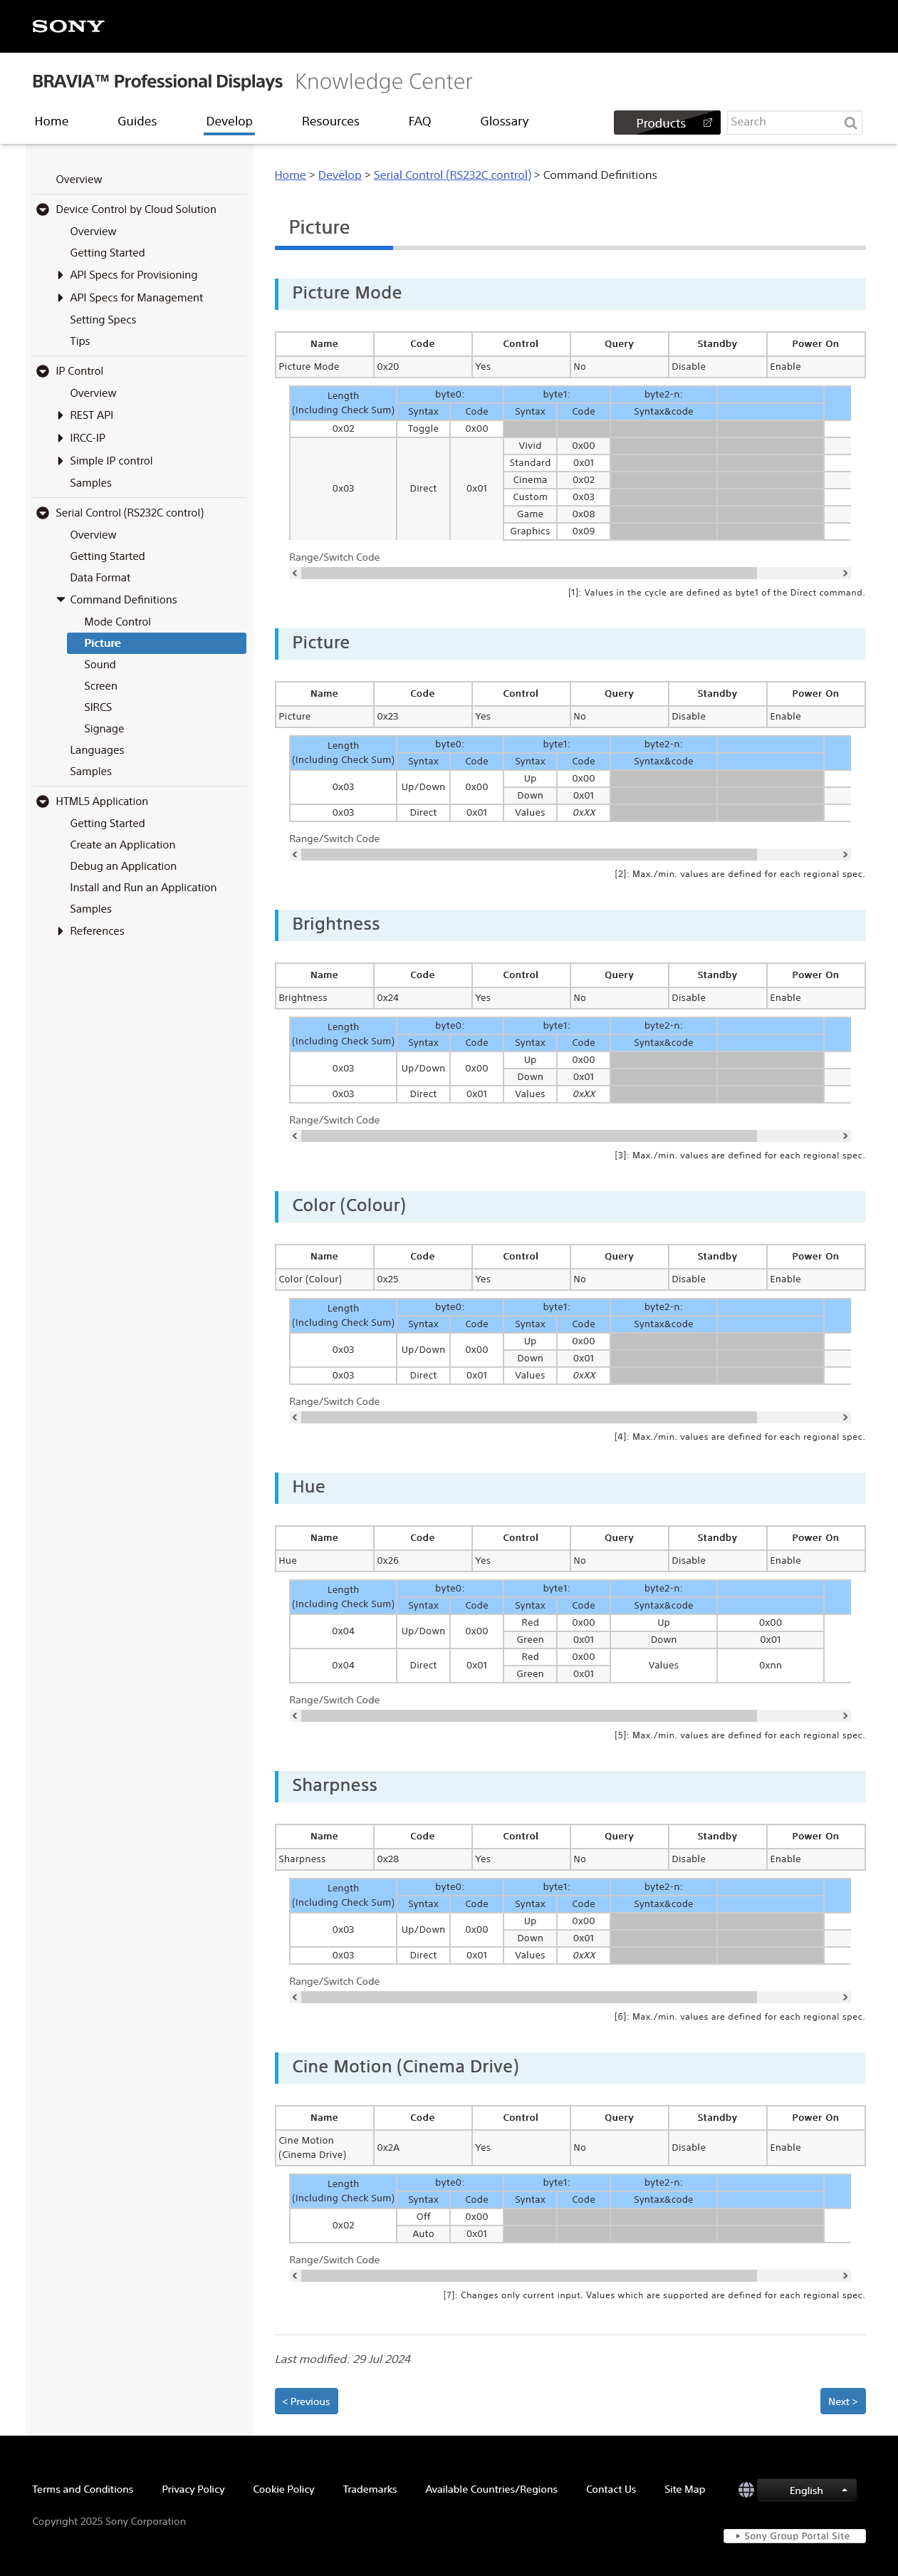 SONY
BRAVIA™ Professional Displays Knowledge Center
Home Guides Develop Resources FAQ Glossary Products Search
Overview
Device Control by Cloud Solution
Overview
Getting Started
API Specs for Provisioning
API Specs for Management
Setting Specs
Tips
IP Control
Overview
REST API
IRCC-IP
Simple IP control
Samples
Serial Control (RS232C control)
Overview
Getting Started
Data Format
Command Definitions
Mode Control
Picture
Sound
Screen
SIRCS
Signage
Languages
Samples
HTML5 Application
Getting Started
Create an Application
Debug an Application
Install and Run an Application
Samples
References
Home > Develop > Serial Control (RS232C control) > Command Definitions
Picture
Picture Mode
Name Code Control Query Standby Power On
Picture Mode 0x20 Yes No Disable Enable
Length byte0: byte1: byte2-n:
(Including Check Sum) Syntax Code Syntax Code Syntax&code
0x02 Toggle 0x00
0x03 Direct 0x01 Vivid 0x00
Standard 0x01
Cinema 0x02
Custom 0x03
Game 0x08
Graphics 0x09
Range/Switch Code
[1]: Values in the cycle are defined as byte1 of the Direct command.
Picture
Name Code Control Query Standby Power On
Picture 0x23 Yes No Disable Enable
Length byte0: byte1: byte2-n:
(Including Check Sum) Syntax Code Syntax Code Syntax&code
0x03 Up/Down 0x00 Up 0x00
Down 0x01
0x03 Direct 0x01 Values 0xXX
Range/Switch Code
[2]: Max./min. values are defined for each regional spec.
Brightness
Name Code Control Query Standby Power On
Brightness 0x24 Yes No Disable Enable
Length byte0: byte1: byte2-n:
(Including Check Sum) Syntax Code Syntax Code Syntax&code
0x03 Up/Down 0x00 Up 0x00
Down 0x01
0x03 Direct 0x01 Values 0xXX
Range/Switch Code
[3]: Max./min. values are defined for each regional spec.
Color (Colour)
Name Code Control Query Standby Power On
Color (Colour) 0x25 Yes No Disable Enable
Length byte0: byte1: byte2-n:
(Including Check Sum) Syntax Code Syntax Code Syntax&code
0x03 Up/Down 0x00 Up 0x00
Down 0x01
0x03 Direct 0x01 Values 0xXX
Range/Switch Code
[4]: Max./min. values are defined for each regional spec.
Hue
Name Code Control Query Standby Power On
Hue 0x26 Yes No Disable Enable
Length byte0: byte1: byte2-n:
(Including Check Sum) Syntax Code Syntax Code Syntax&code
0x04 Up/Down 0x00 Red 0x00 Up 0x00
Green 0x01 Down 0x01
0x04 Direct 0x01 Red 0x00 Values 0xnn
Green 0x01
Range/Switch Code
[5]: Max./min. values are defined for each regional spec.
Sharpness
Name Code Control Query Standby Power On
Sharpness 0x28 Yes No Disable Enable
Length byte0: byte1: byte2-n:
(Including Check Sum) Syntax Code Syntax Code Syntax&code
0x03 Up/Down 0x00 Up 0x00
Down 0x01
0x03 Direct 0x01 Values 0xXX
Range/Switch Code
[6]: Max./min. values are defined for each regional spec.
Cine Motion (Cinema Drive)
Name Code Control Query Standby Power On
Cine Motion
(Cinema Drive) 0x2A Yes No Disable Enable
Length byte0: byte1: byte2-n:
(Including Check Sum) Syntax Code Syntax Code Syntax&code
0x02 Off 0x00
Auto 0x01
Range/Switch Code
[7]: Changes only current input. Values which are supported are defined for each regional spec.
Last modified: 29 Jul 2024
< Previous Next >
Terms and Conditions Privacy Policy Cookie Policy Trademarks Available Countries/Regions Contact Us Site Map English
Copyright 2025 Sony Corporation
Sony Group Portal Site